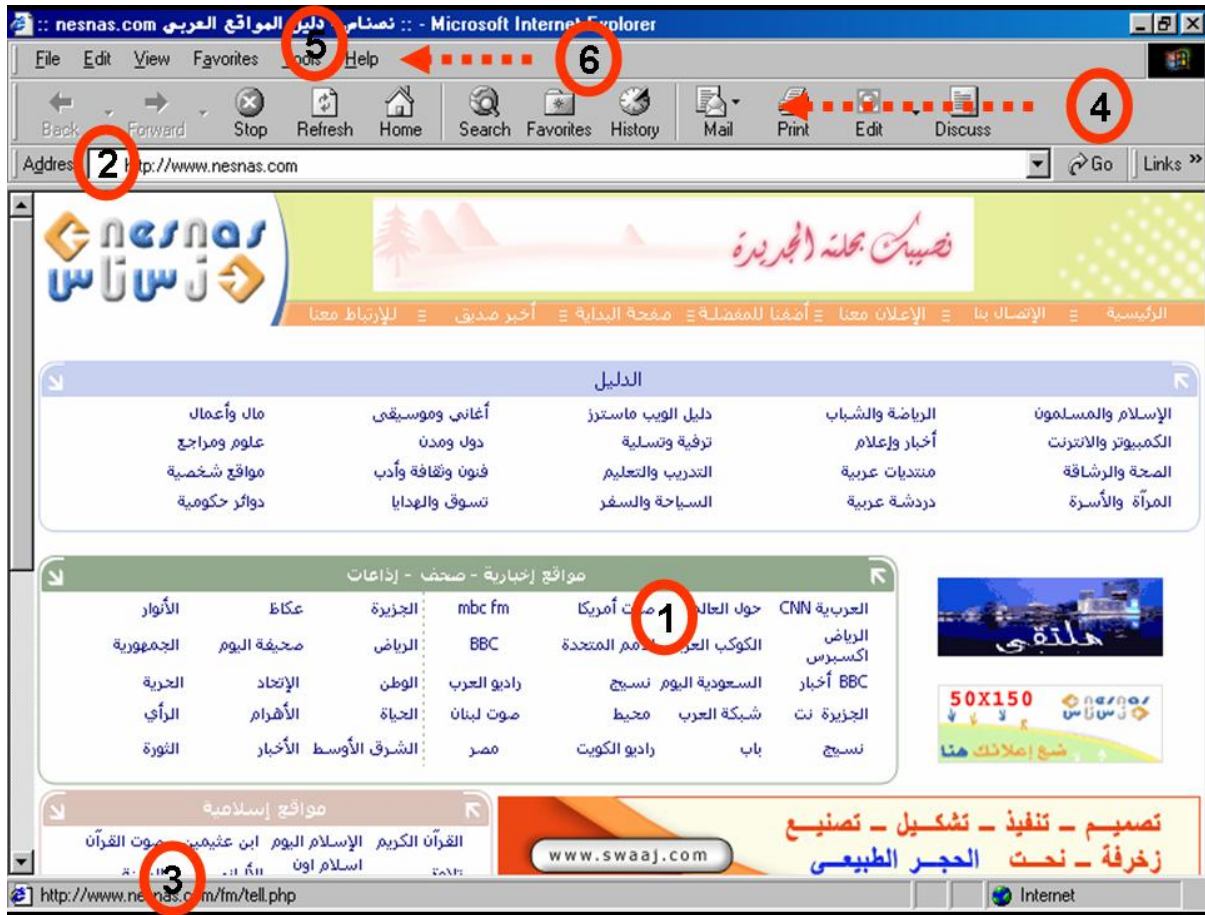 :: nesnas.com نسناس - دليل المواقع العربي :: - Microsoft Internet Explorer
5
File Edit View Favorites Tools Help
6
Back Forward Stop Refresh Home Search Favorites History Mail Print Edit Discuss
4
Address http://www.nesnas.com Go Links »
2
nesnas
نسناس
نصيبك بحلته الجديدة
الرئيسية الإتصال بنا الإعلان معنا أضفنا للمفضلة صفحة البداية أخبر صديق للإرتباط معنا
الدليل
الإسلام والمسلمون الرياضة والشباب دليل الويب ماسترز أغاني وموسيقى مال وأعمال
الكمبيوتر والانترنت أخبار وإعلام ترفية وتسلية دول ومدن علوم ومراجع
الصحة والرشاقة منتديات عربية التدريب والتعليم فنون وثقافة وأدب مواقع شخصية
المرآة والأسرة دردشة عربية السياحة والسفر تسوق والهدايا دوائر حكومية
مواقع إخبارية - صحف - إذاعات
1
العربية CNN حول العالم صوت أمريكا mbc fm الجزيرة عكاظ الأنوار
الرياض اكسبرس الكوكب الأمم المتحدة BBC الرياض صحيفة اليوم الجمهورية
أخبار BBC السعودية اليوم نسيج راديو العرب الوطن الإتحاد الحرية
الجزيرة نت شبكة العرب محيط صوت لبنان الحياة الأهرام الرأي
نسيج باب راديو الكويت مصر الشرق الأوسط الأخبار الثورة
ملتقى
50X150
nesnas
نسناس
ضع إعلانك هنا
مواقع إسلامية
القرآن الكريم الإسلام اليوم ابن عثيمين صوت القرآن
اسلام اون
تصميم - تنفيذ - تشكيل - تصنيع
زخرفة - نحت الحجر الطبيعى
www.swaaj.com
3
http://www.nesnas.com/fm/tell.php Internet